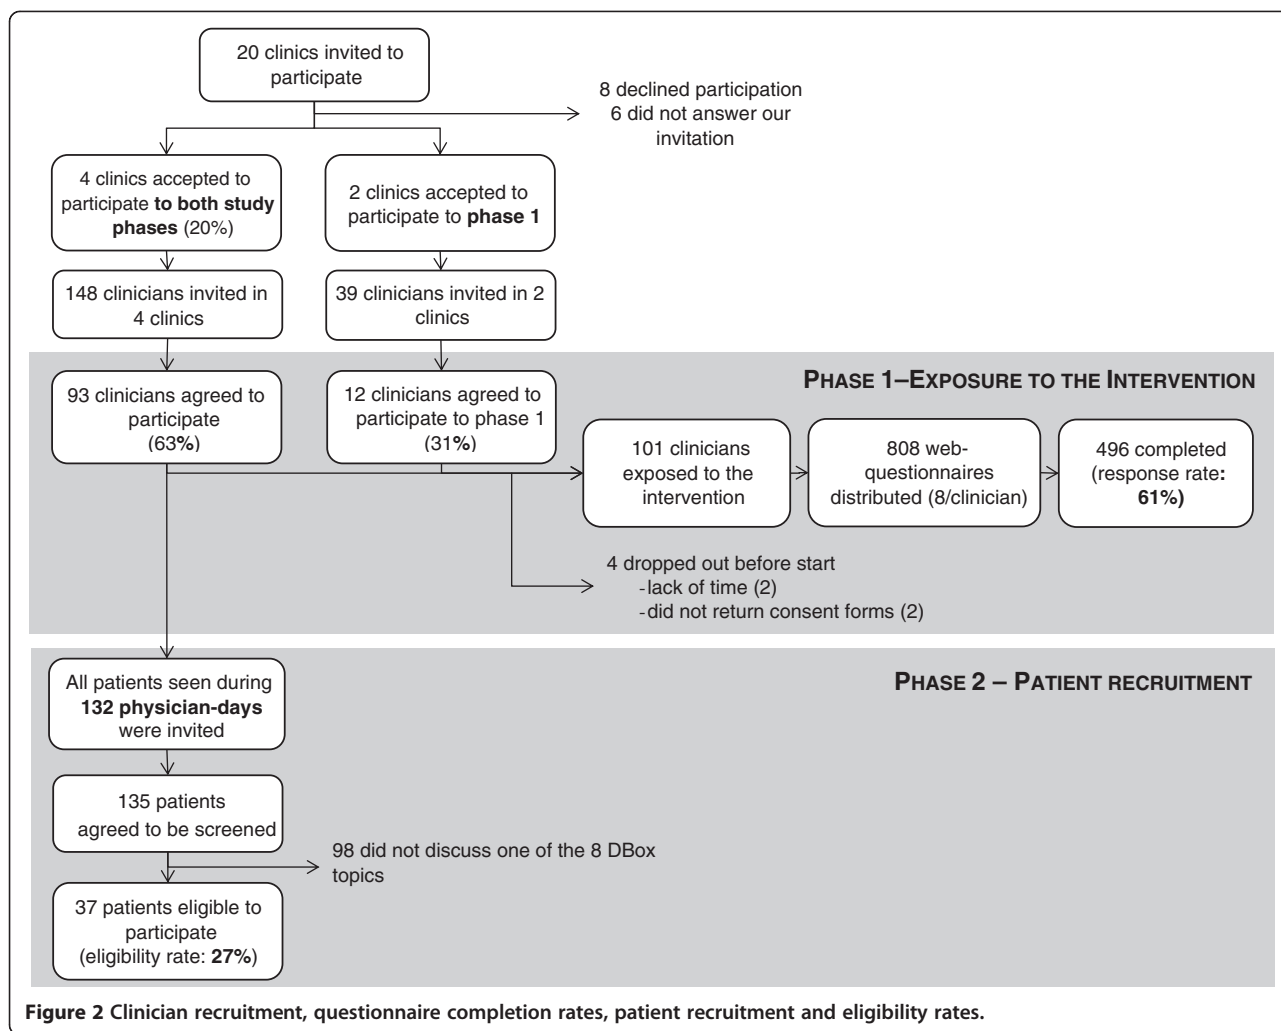 20 clinics invited to
participate
8 declined participation
6 did not answer our
invitation
4 clinics accepted to
participate to both study
phases (20%)
2 clinics accepted to
participate to phase 1
148 clinicians invited in
4 clinics
39 clinicians invited in 2
clinics
PHASE 1–EXPOSURE TO THE INTERVENTION
93 clinicians agreed to
participate
(63%)
12 clinicians agreed to
participate to phase 1
(31%)
101 clinicians
exposed to the
intervention
808 web-
questionnaires
distributed (8/clinician)
496 completed
(response rate:
61%)
4 dropped out before start
-lack of time (2)
-did not return consent forms (2)
PHASE 2 – PATIENT RECRUITMENT
All patients seen during
132 physician-days
were invited
135 patients
agreed to be screened
98 did not discuss one of the 8 DBox
topics
37 patients eligible to
participate
(eligibility rate: 27%)
Figure 2 Clinician recruitment, questionnaire completion rates, patient recruitment and eligibility rates.